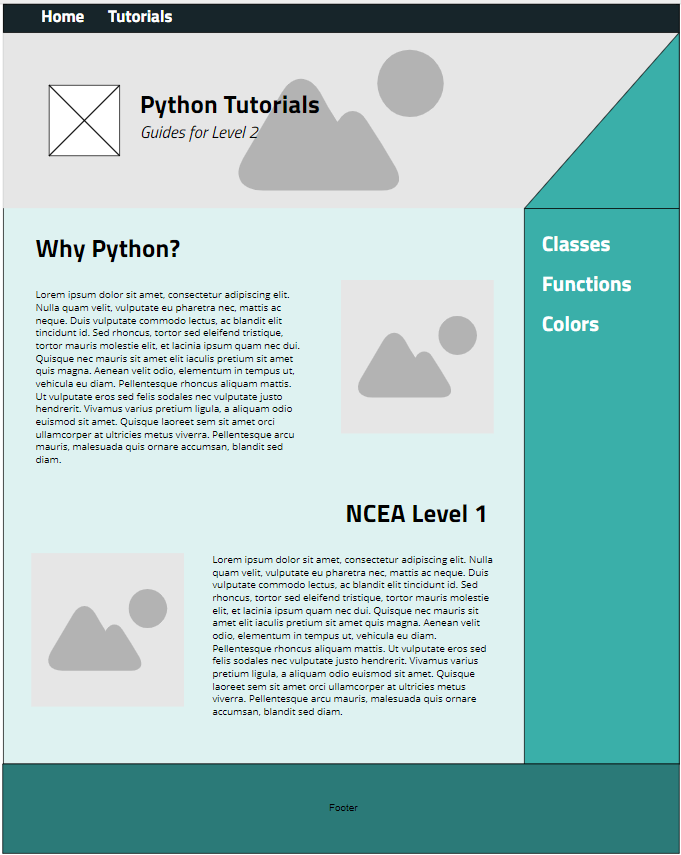 Home Tutorials
Python Tutorials
Guides for Level 2
Why Python?
Lorem ipsum dolor sit amet, consectetur adipiscing elit.
Nulla quam velit, vulputate eu pharetra nec, mattis ac
neque. Duis vulputate commodo lectus, ac blandit elit
tincidunt id. Sed rhoncus, tortor sed eleifend tristique,
tortor mauris molestie elit, et lacinia ipsum quam nec dui.
Quisque nec mauris sit amet elit iaculis pretium sit amet
quis magna. Aenean velit odio, elementum in tempus ut,
vehicula eu diam. Pellentesque rhoncus aliquam mattis.
Ut vulputate eros sed felis sodales nec vulputate justo
hendrerit. Vivamus varius pretium ligula, a aliquam odio
euismod sit amet. Quisque laoreet sem sit amet orci
ullamcorper at ultricies metus viverra. Pellentesque arcu
mauris, malesuada quis ornare accumsan, blandit sed
diam.
Classes
Functions
Colors
NCEA Level 1
Lorem ipsum dolor sit amet, consectetur adipiscing elit. Nulla
quam velit, vulputate eu pharetra nec, mattis ac neque. Duis
vulputate commodo lectus, ac blandit elit tincidunt id. Sed
rhoncus, tortor sed eleifend tristique, tortor mauris molestie
elit, et lacinia ipsum quam nec dui. Quisque nec mauris sit
amet elit iaculis pretium sit amet quis magna. Aenean velit
odio, elementum in tempus ut, vehicula eu diam.
Pellentesque rhoncus aliquam mattis. Ut vulputate eros sed
felis sodales nec vulputate justo hendrerit. Vivamus varius
pretium ligula, a aliquam odio euismod sit amet. Quisque
laoreet sem sit amet orci ullamcorper at ultricies metus
viverra. Pellentesque arcu mauris, malesuada quis ornare
accumsan, blandit sed diam.
Footer